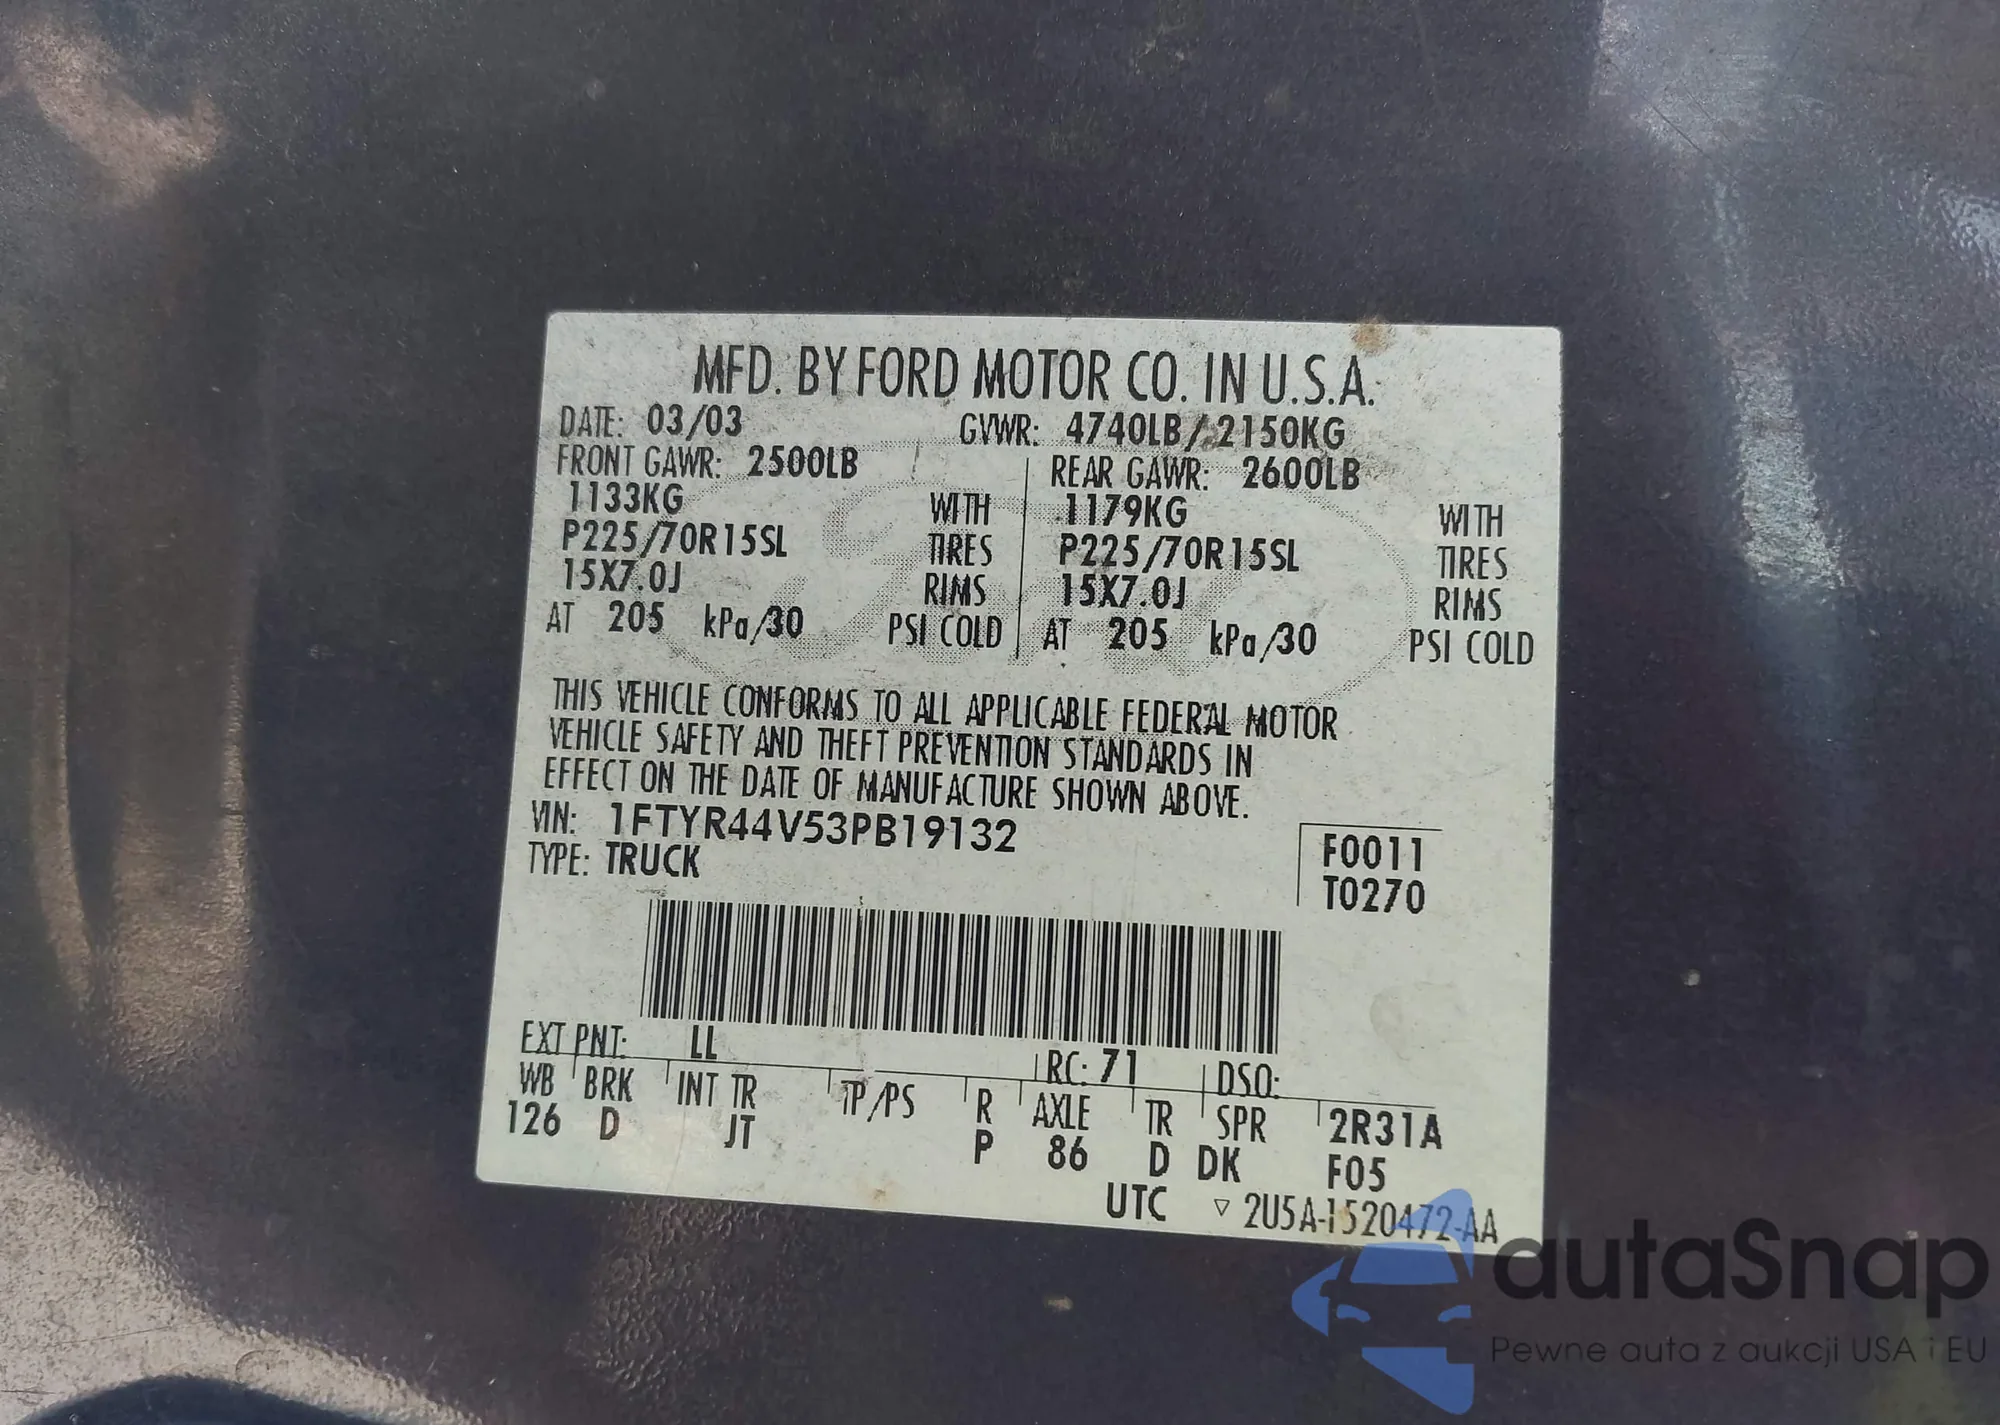 MFD. BY FORD MOTOR CO. IN U.S.A.
DATE: 03/03 GVWR: 4740LB/2150KG
FRONT GAWR: 2500LB REAR GAWR: 2600LB
1133KG WITH 1179KG WITH
P225/70R15SL TIRES P225/70R15SL TIRES
15X7.0J RIMS 15X7.0J RIMS
AT 205 kPa/30 PSI COLD AT 205 kPa/30 PSI COLD
THIS VEHICLE CONFORMS TO ALL APPLICABLE FEDERAL MOTOR
VEHICLE SAFETY AND THEFT PREVENTION STANDARDS IN
EFFECT ON THE DATE OF MANUFACTURE SHOWN ABOVE.
VIN: 1FTYR44V53PB19132
TYPE: TRUCK
F0011
T0270
EXT PNT: LL RC: 71 DSO:
WB BRK INT TR TP/PS R AXLE TR SPR 2R31A
126 D JT P 86 D DK F05
UTC ▽ 2U5A-1520472-AA
autaSnap
Pewne auta z aukcji USA i EU